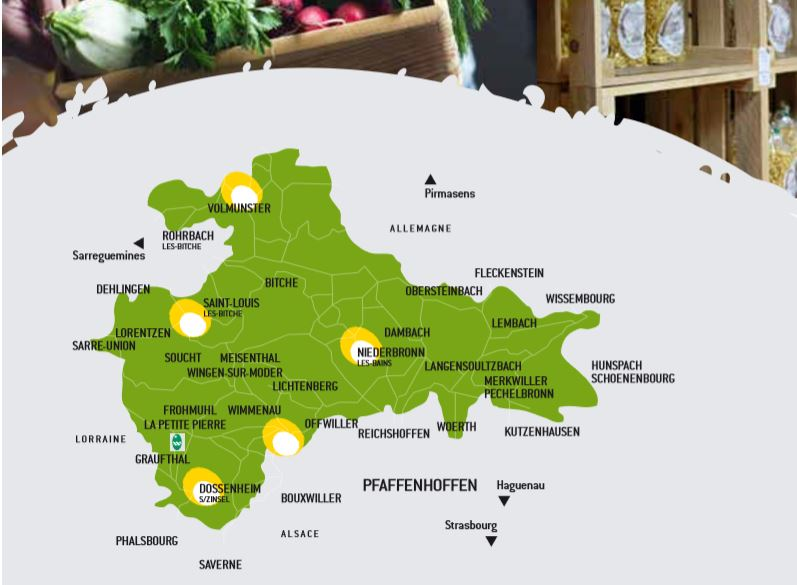 Pirmasens
VOLMUNSTER
ALLEMAGNE
ROHRBACH
LES-BITCHE
Sarreguemines
FLECKENSTEIN
BITCHE
DEHLINGEN
OBERSTEINBACH
WISSEMBOURG
SAINT-LOUIS
LES-BITCHE
LEMBACH
LORENTZEN
DAMBACH
SARRE-UNION
NIEDERBRONN
LES-BAINS
SOUCHT
MEISENTHAL
LANGENSOULTZBACH
HUNSPACH
SCHOENENBOURG
WINGEN-SUR-MODER
MERKWILLER
PECHELBRONN
LICHTENBERG
FROHMUHL
WIMMENAU
LA PETITE PIERRE
OFFWILLER
REICHSHOFFEN
WOERTH
KUTZENHAUSEN
LORRAINE
GRAUFTHAL
PFAFFENHOFFEN
Haguenau
DOSSENHEIM
S/ZINSEL
BOUXWILLER
Strasbourg
ALSACE
PHALSBOURG
SAVERNE